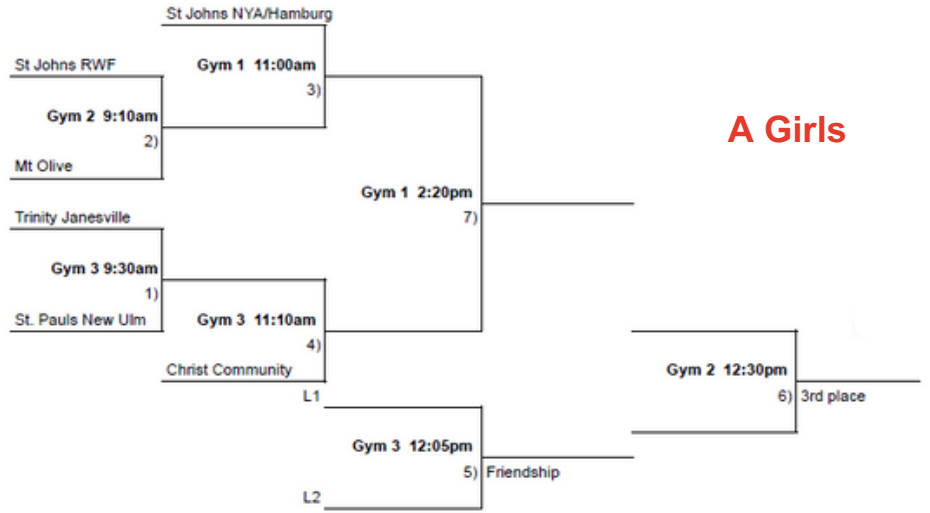 St Johns NYA/Hamburg
St Johns RWF
Gym 1 11:00am
3)
Gym 2 9:10am
2)
A Girls
Mt Olive
Gym 1 2:20pm
7)
Trinity Janesville
Gym 3 9:30am
1)
St. Pauls New Ulm
Gym 3 11:10am
4)
Christ Community
Gym 2 12:30pm
6) 3rd place
L1
Gym 3 12:05pm
5) Friendship
L2